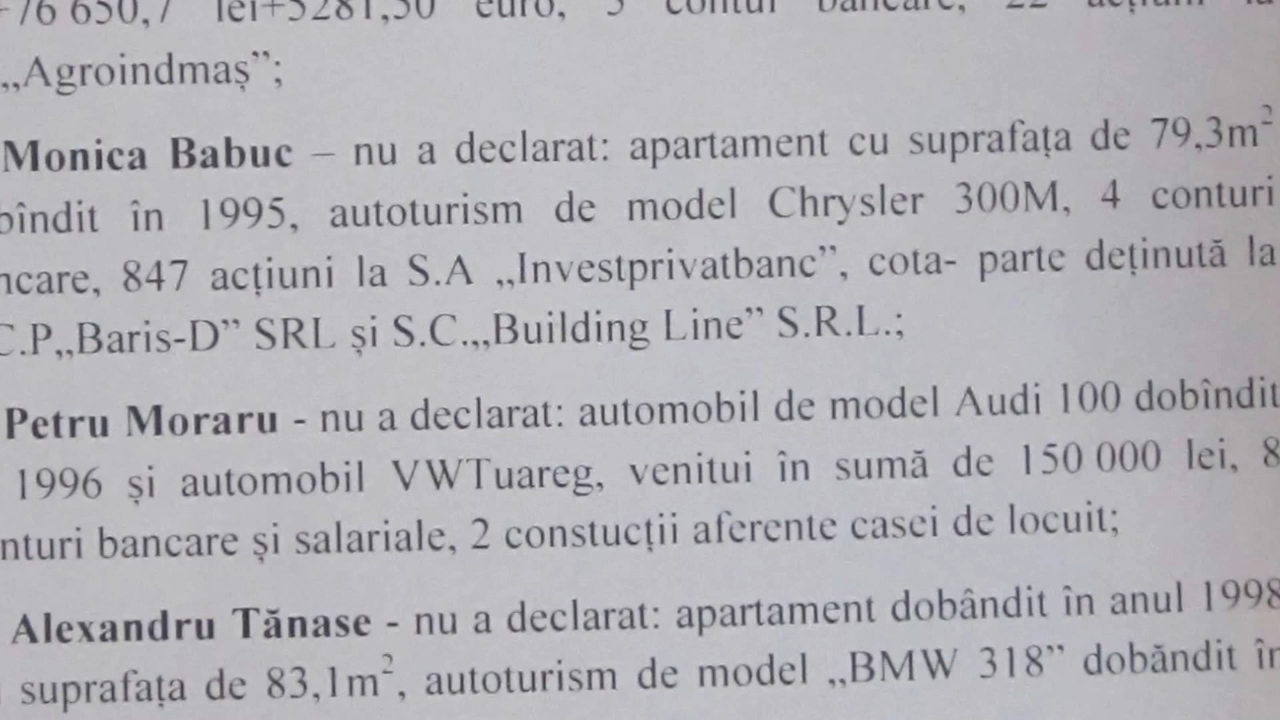 76 650,7 lei+5281,50 euro, 5 conturi bancare, 22 acțiuni la
„Agroindmaș”;
Monica Babuc – nu a declarat: apartament cu suprafața de 79,3m²
bîndit în 1995, autoturism de model Chrysler 300M, 4 conturi
ncare, 847 acțiuni la S.A „Investprivatbanc”, cota- parte deținută la
C.P„Baris-D” SRL și S.C.„Building Line” S.R.L.;
Petru Moraru - nu a declarat: automobil de model Audi 100 dobîndit
1996 și automobil VWTuareg, venitui în sumă de 150 000 lei, 8
nturi bancare și salariale, 2 constucții aferente casei de locuit;
Alexandru Tănase - nu a declarat: apartament dobândit în anul 1998
suprafața de 83,1m², autoturism de model „BMW 318” dobăndit în